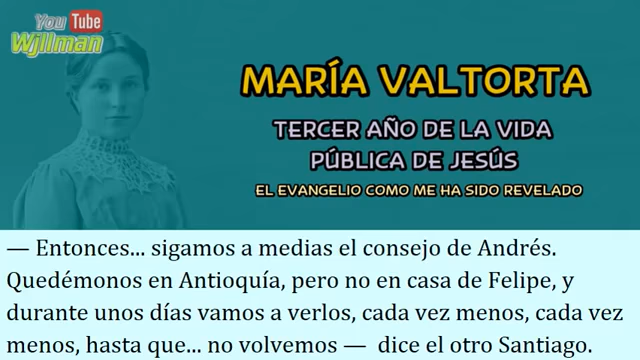 You Tube
Wjllman
MARÍA VALTORTA
TERCER AÑO DE LA VIDA
PÚBLICA DE JESÚS
EL EVANGELIO COMO ME HA SIDO REVELADO
— Entonces... sigamos a medias el consejo de Andrés.
Quedémonos en Antioquía, pero no en casa de Felipe, y
durante unos días vamos a verlos, cada vez menos, cada vez
menos, hasta que... no volvemos — dice el otro Santiago.